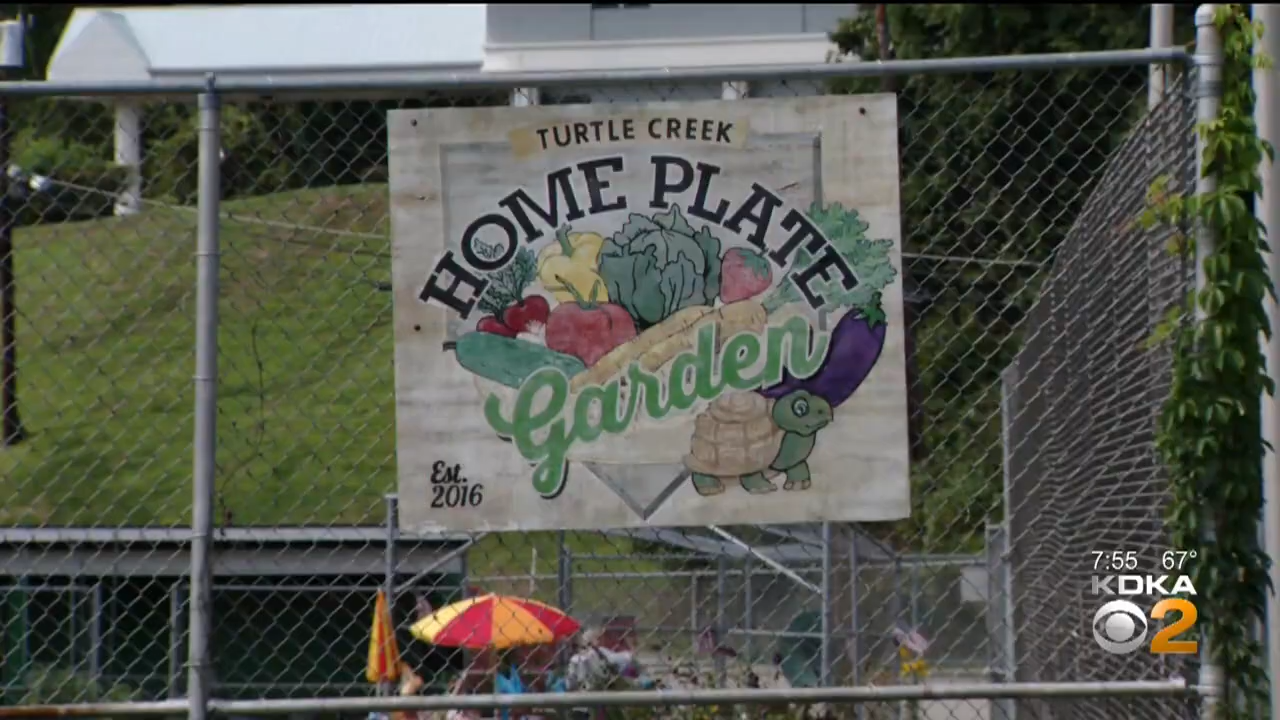 TURTLE CREEK
HOME PLATE
Garden
Est.
2016
7:55 67°
KDKA
2